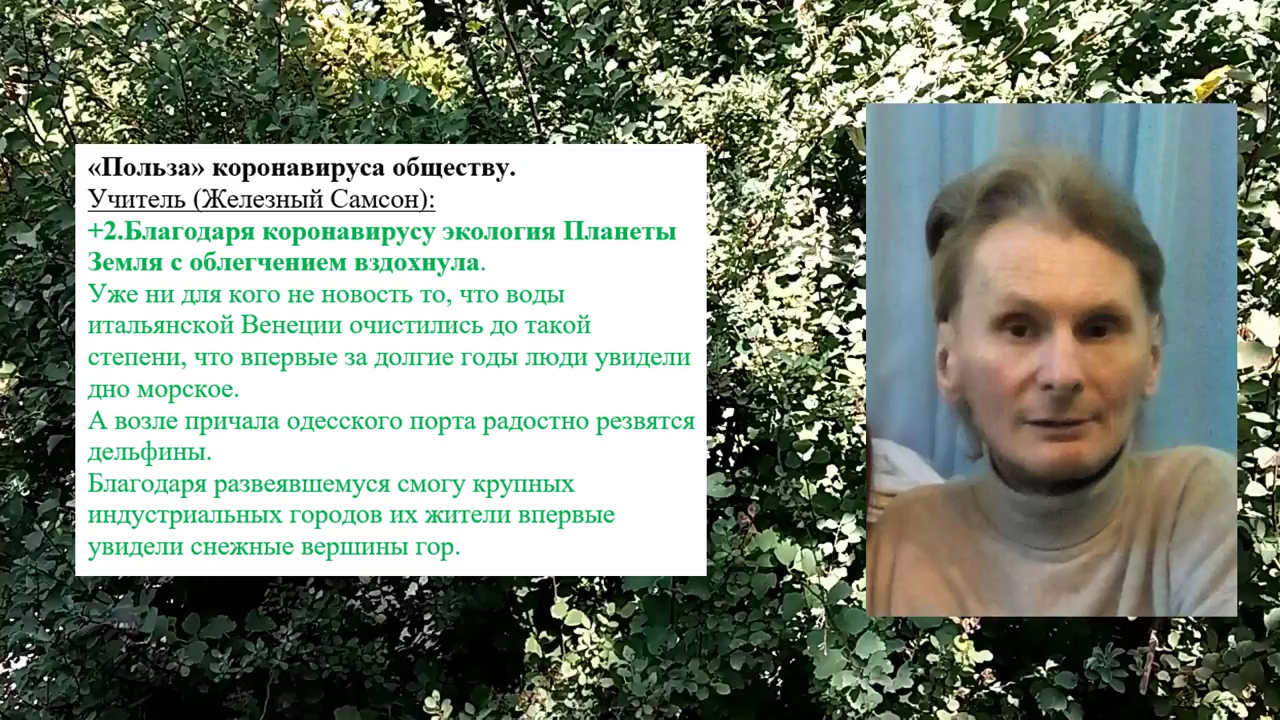 «Польза» коронавируса обществу.
Учитель (Железный Самсон):
+2.Благодаря коронавирусу экология Планеты
Земля с облегчением вздохнула.
Уже ни для кого не новость то, что воды
итальянской Венеции очистились до такой
степени, что впервые за долгие годы люди увидели
дно морское.
А возле причала одесского порта радостно резвятся
дельфины.
Благодаря развеявшемуся смогу крупных
индустриальных городов их жители впервые
увидели снежные вершины гор.